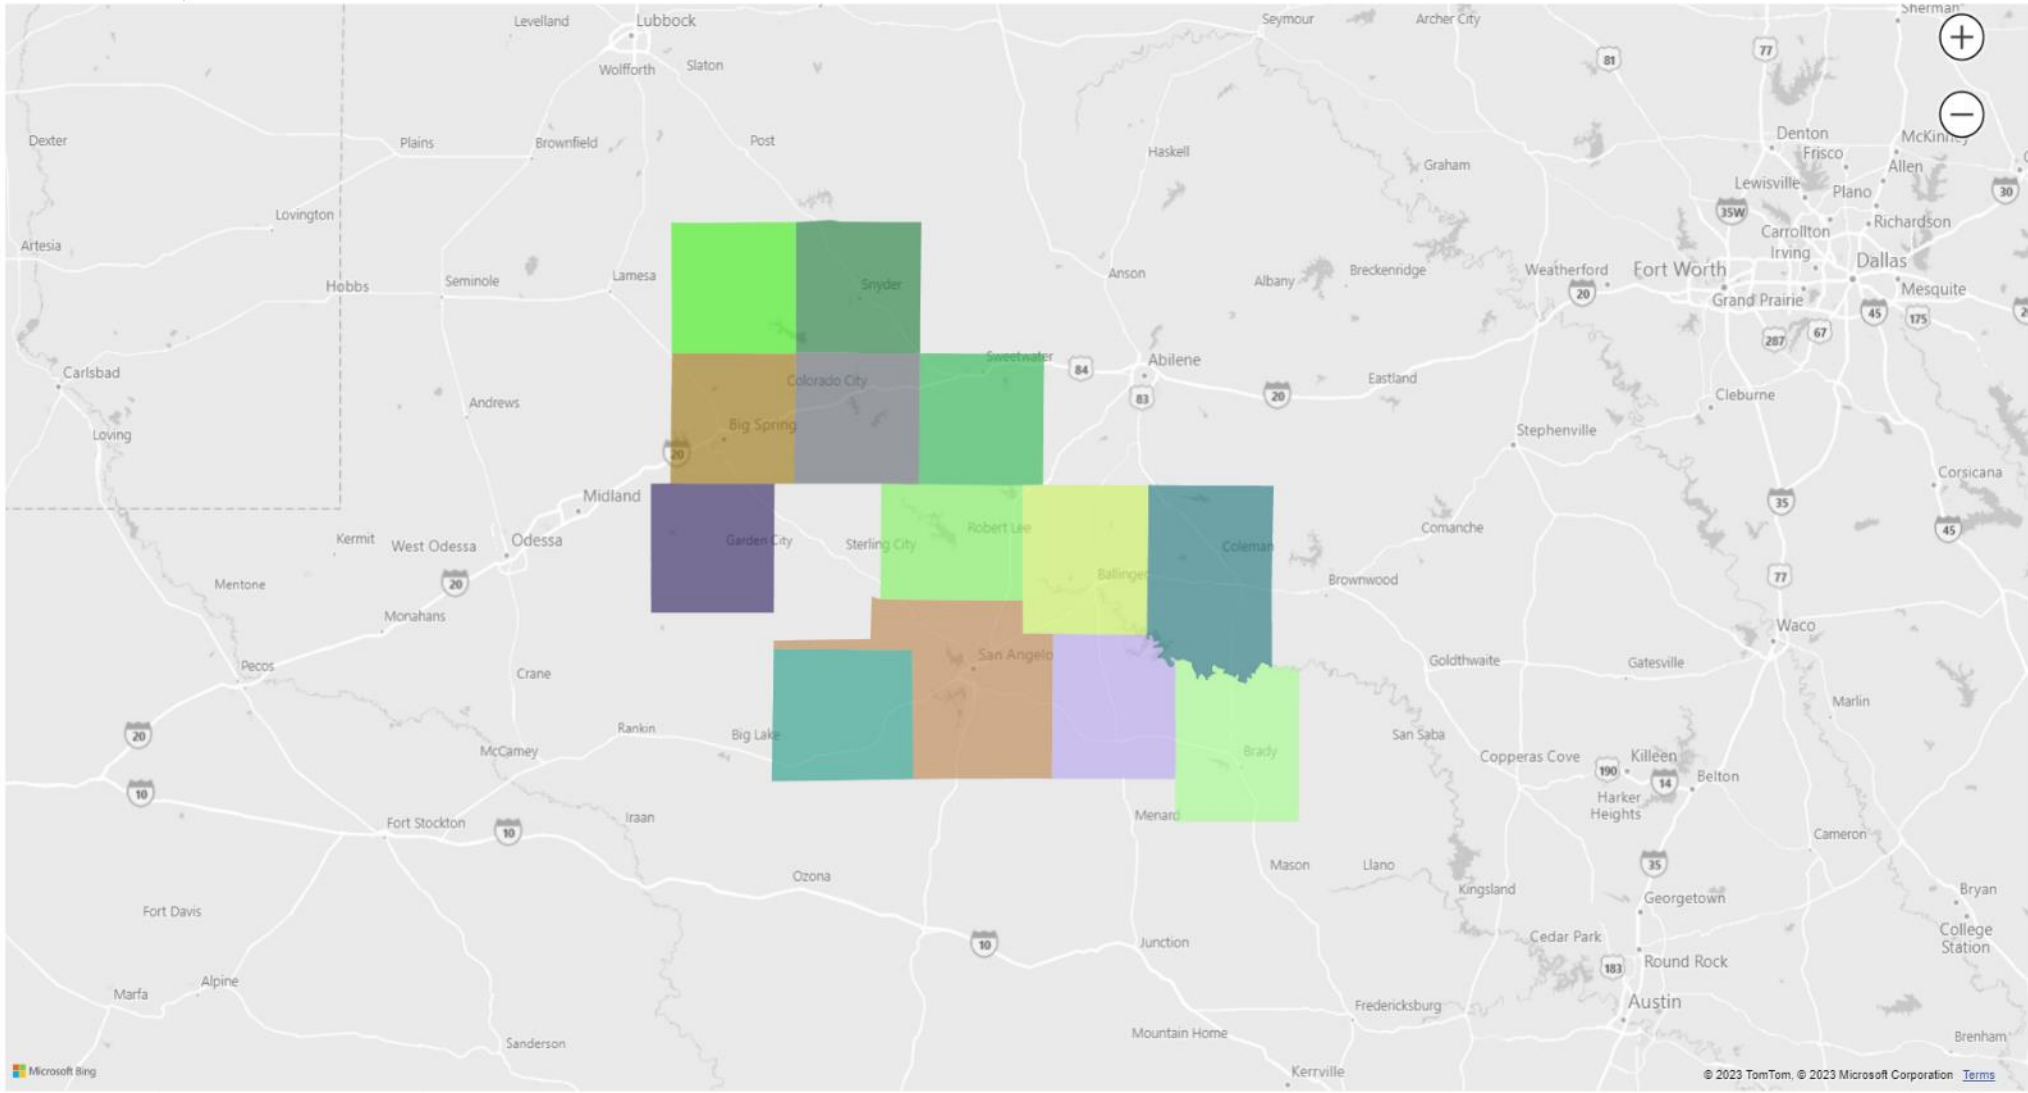 Levelland
Lubbock
Seymour
Archer City
Sherman
77
81
Wolfforth
Slaton
Dexter
Plains
Brownfield
Post
Haskell
Denton
McKinney
Frisco
Graham
Allen
30
Lewisville
Plano
Lovington
35W
Richardson
Artesia
Carrollton
Irving
Hobbs
Seminole
Lamesa
Snyder
Anson
Albany
Breckenridge
Weatherford
Fort Worth
Dallas
20
Grand Prairie
Mesquite
45
175
67
287
Sweetwater
84
Abilene
Carlsbad
Colorado City
Eastland
20
83
Cleburne
Andrews
Loving
Big Spring
Stephenville
20
Corsicana
Midland
35
45
Kermit
West Odessa
Odessa
Garden City
Sterling City
Robert Lee
Comanche
Coleman
Mentone
20
Ballinger
Brownwood
77
Monahans
Waco
Pecos
Crane
San Angelo
Goldthwaite
Gatesville
Marlin
20
Rankin
Big Lake
San Saba
McCamey
Brady
Copperas Cove
190
Killeen
14
Belton
10
Harker
Heights
Fort Stockton
10
Iraan
Menard
Cameron
Ozona
Mason
Llano
35
Kingsland
Georgetown
Bryan
Fort Davis
College
Station
10
Junction
Cedar Park
183
Round Rock
Alpine
Marfa
Fredericksburg
Austin
Sanderson
Mountain Home
Brenham
Microsoft Bing
Kerrville
© 2023 TomTom, © 2023 Microsoft Corporation Terms